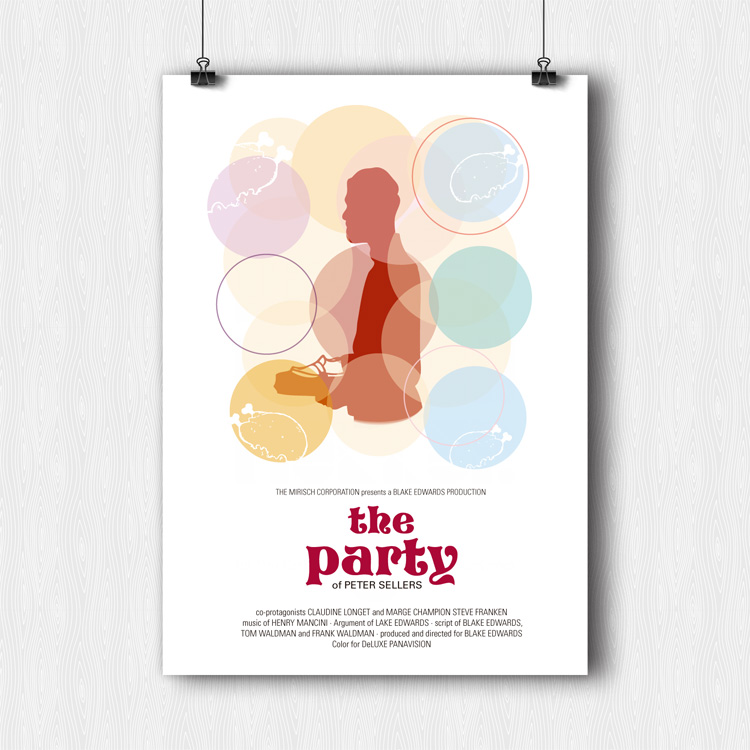 THE MIRISCH CORPORATION presents a BLAKE EDWARDS PRODUCTION
the
party
of PETER SELLERS
co-protagonists CLAUDINE LONGET and MARGE CHAMPION STEVE FRANKEN
music of HENRY MANCINI · Argument of LAKE EDWARDS · script of BLAKE EDWARDS,
TOM WALDMAN and FRANK WALDMAN · produced and directed for BLAKE EDWARDS
Color for DeLUXE PANAVISION